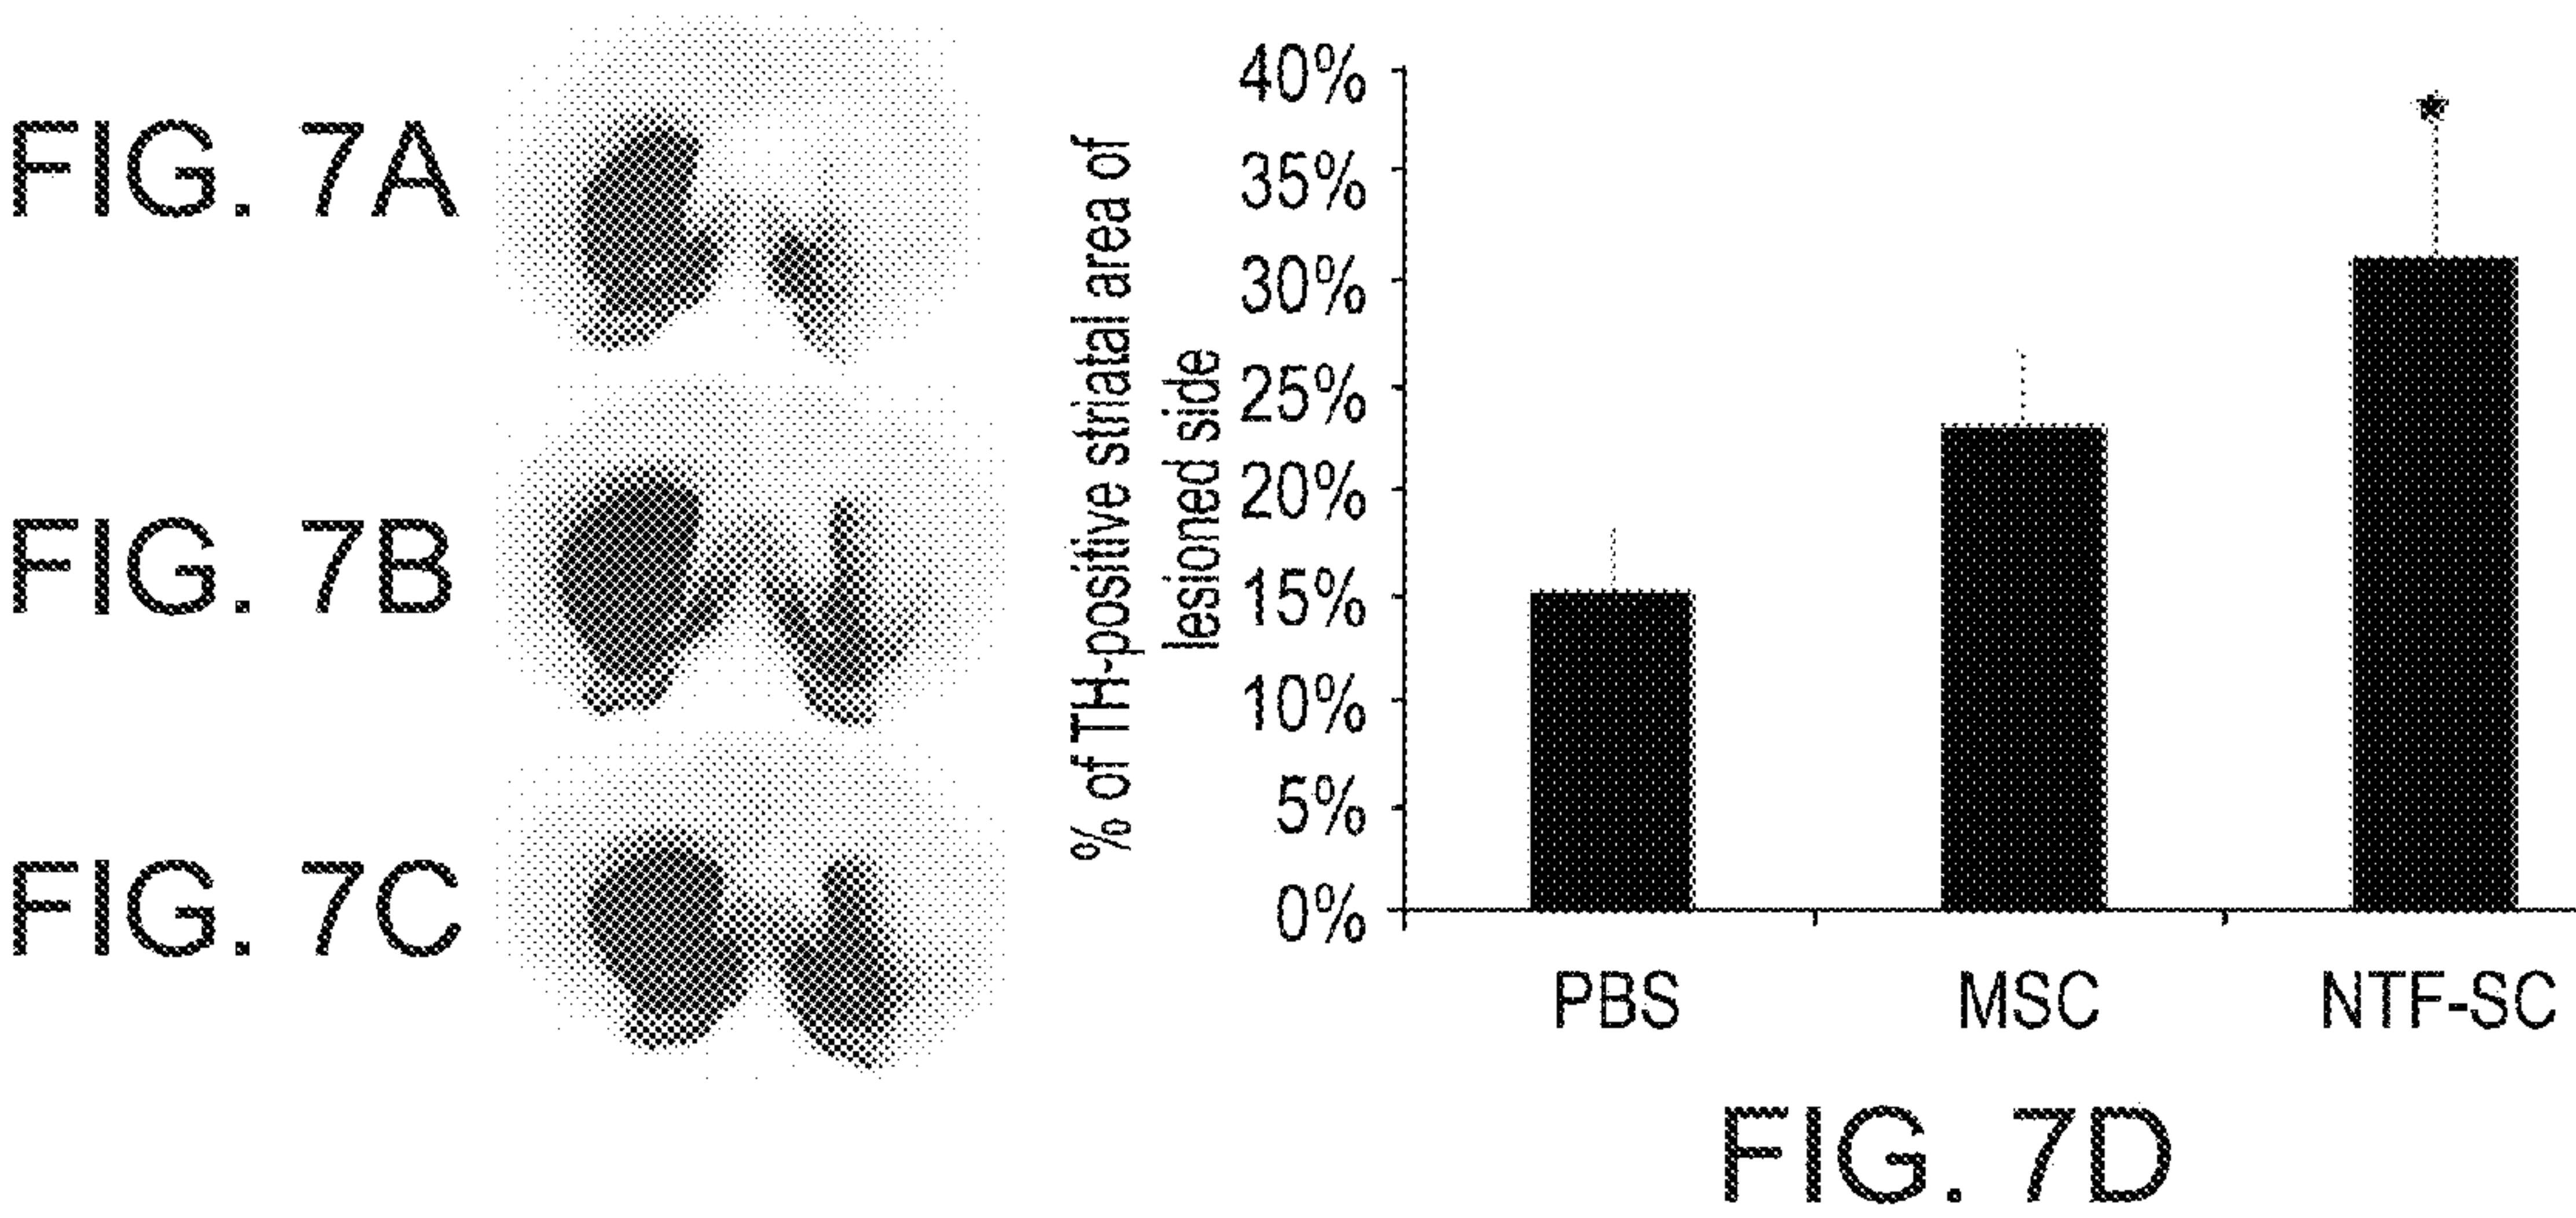 FIG. 7A
FIG. 7B
FIG. 7C
% of TH-positive striatal area of
lesioned side
40%
35%
30%
25%
20%
15%
10%
5%
0%
*
PBS
MSC
NTF-SC
FIG. 7D